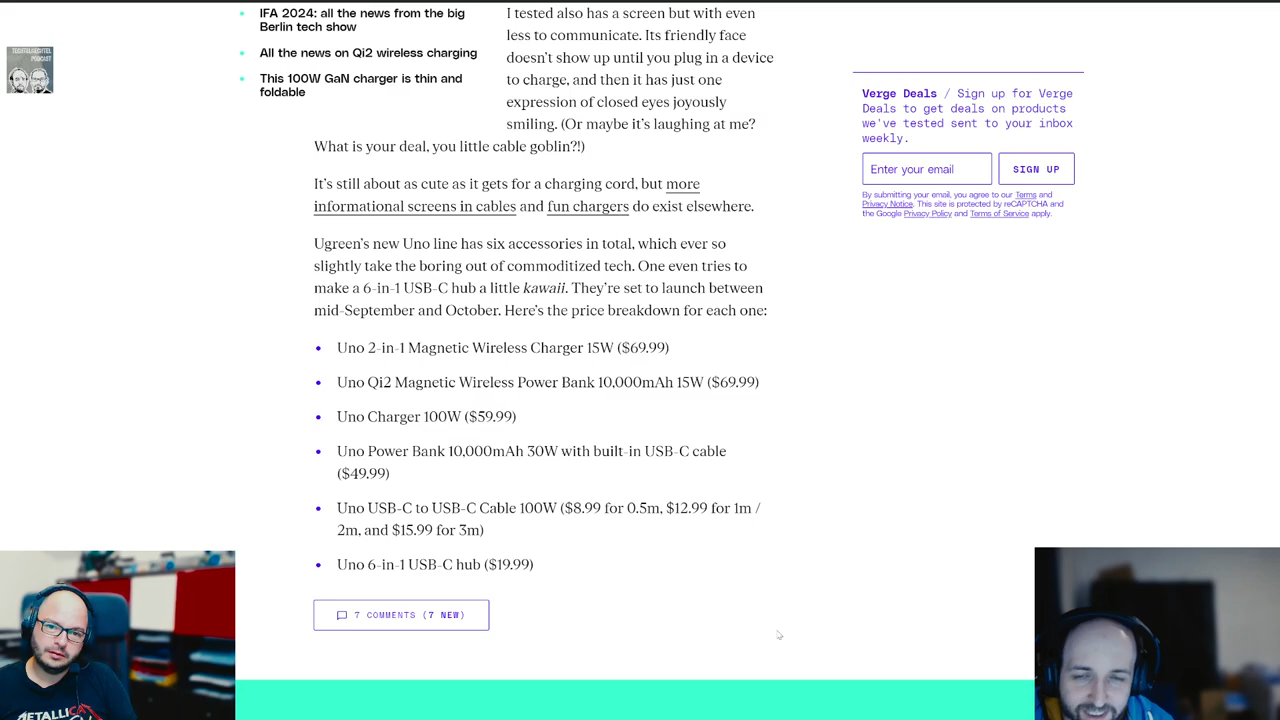 IFA 2024: all the news from the big
Berlin tech show
All the news on Qi2 wireless charging
This 100W GaN charger is thin and
foldable
I tested also has a screen but with even
less to communicate. Its friendly face
doesn't show up until you plug in a device
to charge, and then it has just one
expression of closed eyes joyously
smiling. (Or maybe it's laughing at me?
What is your deal, you little cable goblin?!)
It's still about as cute as it gets for a charging cord, but more
informational screens in cables and fun chargers do exist elsewhere.
Ugreen's new Uno line has six accessories in total, which ever so
slightly take the boring out of commoditized tech. One even tries to
make a 6-in-1 USB-C hub a little kawaii. They're set to launch between
mid-September and October. Here's the price breakdown for each one:
Uno 2-in-1 Magnetic Wireless Charger 15W ($69.99)
Uno Qi2 Magnetic Wireless Power Bank 10,000mAh 15W ($69.99)
Uno Charger 100W ($59.99)
Uno Power Bank 10,000mAh 30W with built-in USB-C cable
($49.99)
Uno USB-C to USB-C Cable 100W ($8.99 for 0.5m, $12.99 for 1m /
2m, and $15.99 for 3m)
Uno 6-in-1 USB-C hub ($19.99)
7 COMMENTS (7 NEW)
Verge Deals / Sign up for Verge
Deals to get deals on products
we've tested sent to your inbox
weekly.
Enter your email
SIGN UP
By submitting your email, you agree to our Terms and
Privacy Notice. This site is protected by reCAPTCHA and
the Google Privacy Policy and Terms of Service apply.
PODCAST
METALLICA